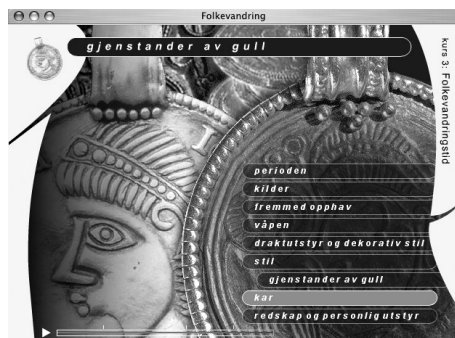 Folkevandring
gjenstander av gull
kurs 3: Folkevandringstid
perioden
kilder
fremmed opphav
våpen
draktutstyr og dekorativ stil
stil
gjenstander av gull
kar
redskap og personlig utstyr